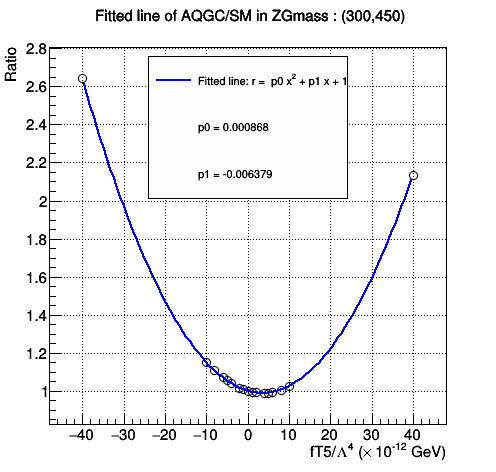 Fitted line of AQGC/SM in ZGmass : (300,450)
Ratio
Fitted line: r = p0 x² + p1 x + 1
p0 = 0.000868
p1 = -0.006379
2.8
2.6
2.4
2.2
2
1.8
1.6
1.4
1.2
1
−40 −30 −20 −10 0 10 20 30 40
fT5/Λ⁴ (× 10⁻¹² GeV)